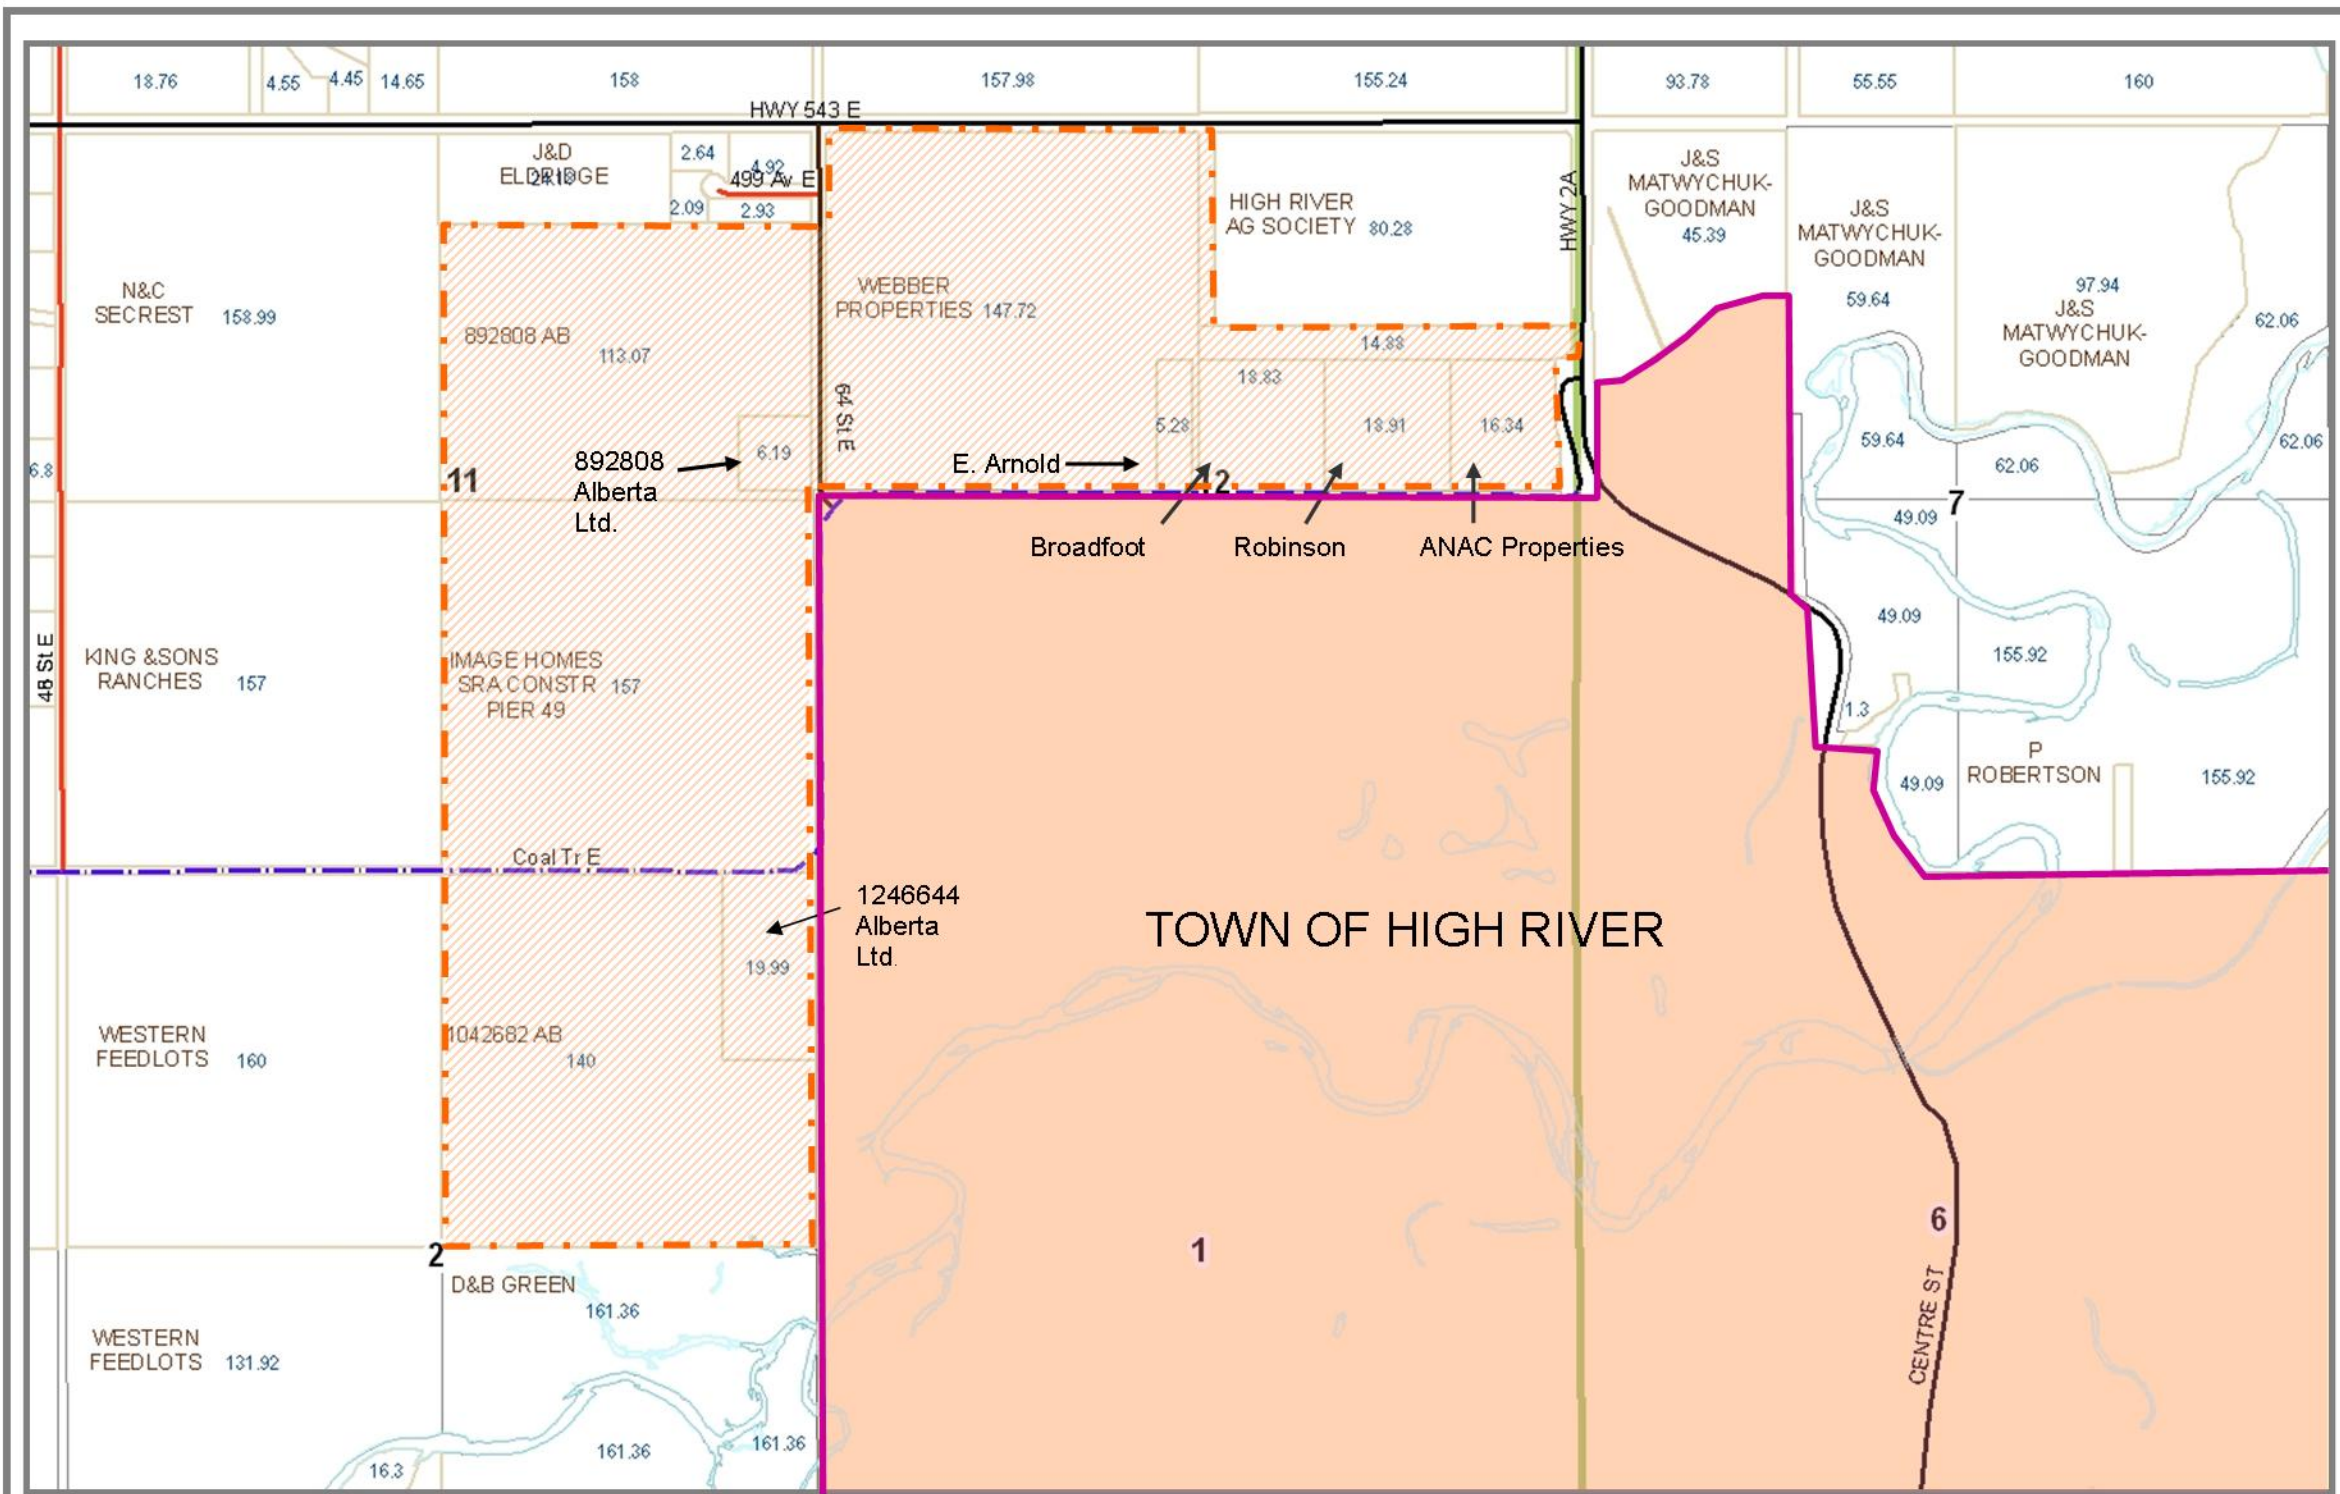 18.76
4.55
4.45
14.65
158
157.98
155.24
93.78
55.55
160
HWY 543 E
J&D
ELDRIDGE
2.64
4.92
499 Av E
2.09
2.93
HIGH RIVER
AG SOCIETY 80.28
HWY 2A
J&S
MATWYCHUK-
GOODMAN
45.39
J&S
MATWYCHUK-
GOODMAN
59.64
97.94
J&S
MATWYCHUK-
GOODMAN
62.06
N&C
SECREST 158.99
WEBBER
PROPERTIES 147.72
892808 AB
113.07
14.88
18.83
64 St E
5.28
18.91
16.34
59.64
62.06
62.06
6.8
11
892808
Alberta
Ltd.
6.19
E. Arnold
2
7
49.09
Broadfoot
Robinson
ANAC Properties
48 St E
KING &SONS
RANCHES 157
IMAGE HOMES
SRA CONSTR 157
PIER 49
49.09
155.92
1.3
P
ROBERTSON
49.09
155.92
Coal Tr E
1246644
Alberta
Ltd.
TOWN OF HIGH RIVER
19.99
WESTERN
FEEDLOTS 160
1042682 AB
140
6
1
2
D&B GREEN
161.36
CENTRE ST
WESTERN
FEEDLOTS 131.92
161.36
161.36
16.3